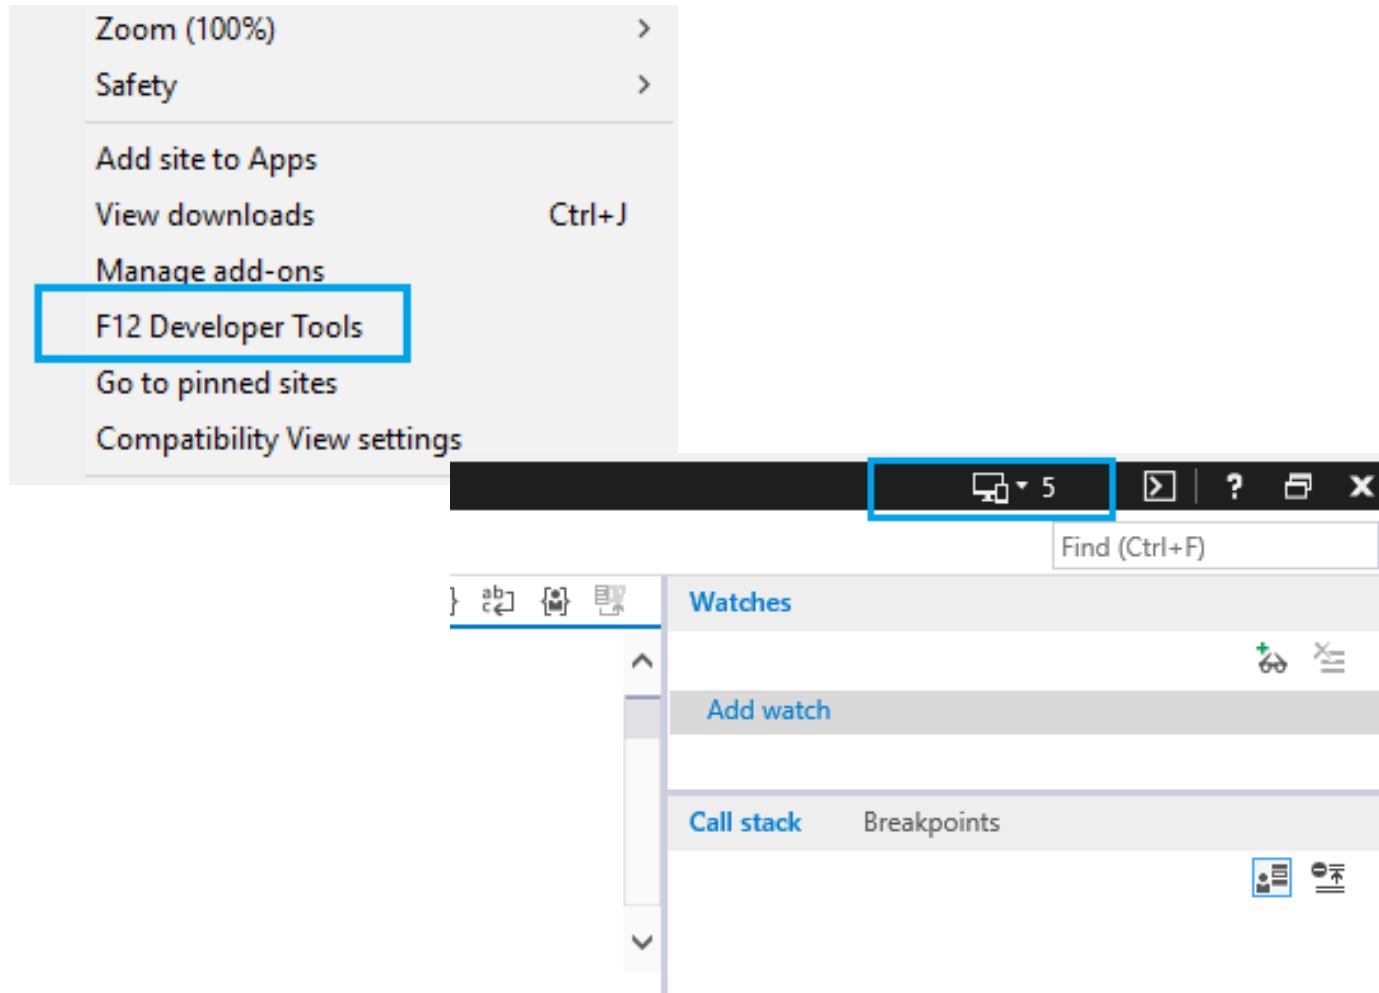 Zoom (100%)
Safety
Add site to Apps
View downloads Ctrl+J
Manage add-ons
F12 Developer Tools
Go to pinned sites
Compatibility View settings
5 ?
Find (Ctrl+F)
Watches
Add watch
Call stack Breakpoints